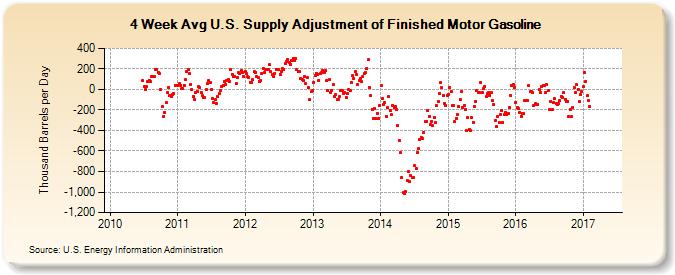 4 Week Avg U.S. Supply Adjustment of Finished Motor Gasoline
Thousand Barrels per Day
400
200
0
-200
-400
-600
-800
-1,000
-1,200
2010 2011 2012 2013 2014 2015 2016 2017
Source: U.S. Energy Information Administration